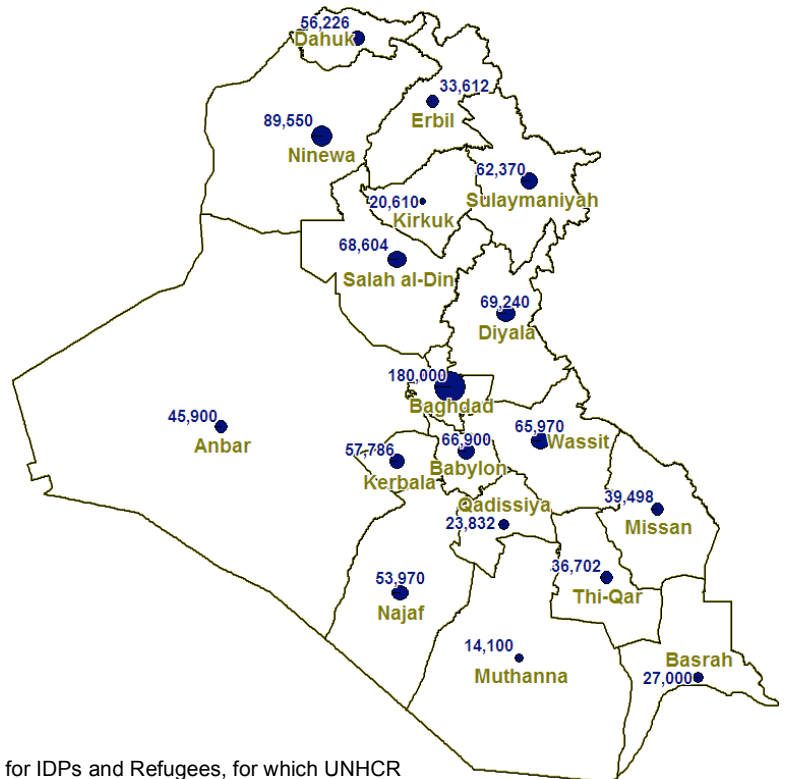 56,226
Dahuk
33,612
Erbil
89,550
Ninewa
62,370
Sulaymaniyah
20,610
Kirkuk
68,604
Salah al-Din
69,240
Diyala
180,000
Baghdad
45,900
Anbar
57,786
Kerbala
66,900
Babylon
65,970
Wassit
Qadissiya
23,832
39,498
Missan
36,702
Thi-Qar
53,970
Najaf
14,100
Muthanna
Basrah
27,000
for IDPs and Refugees, for which UNHCR